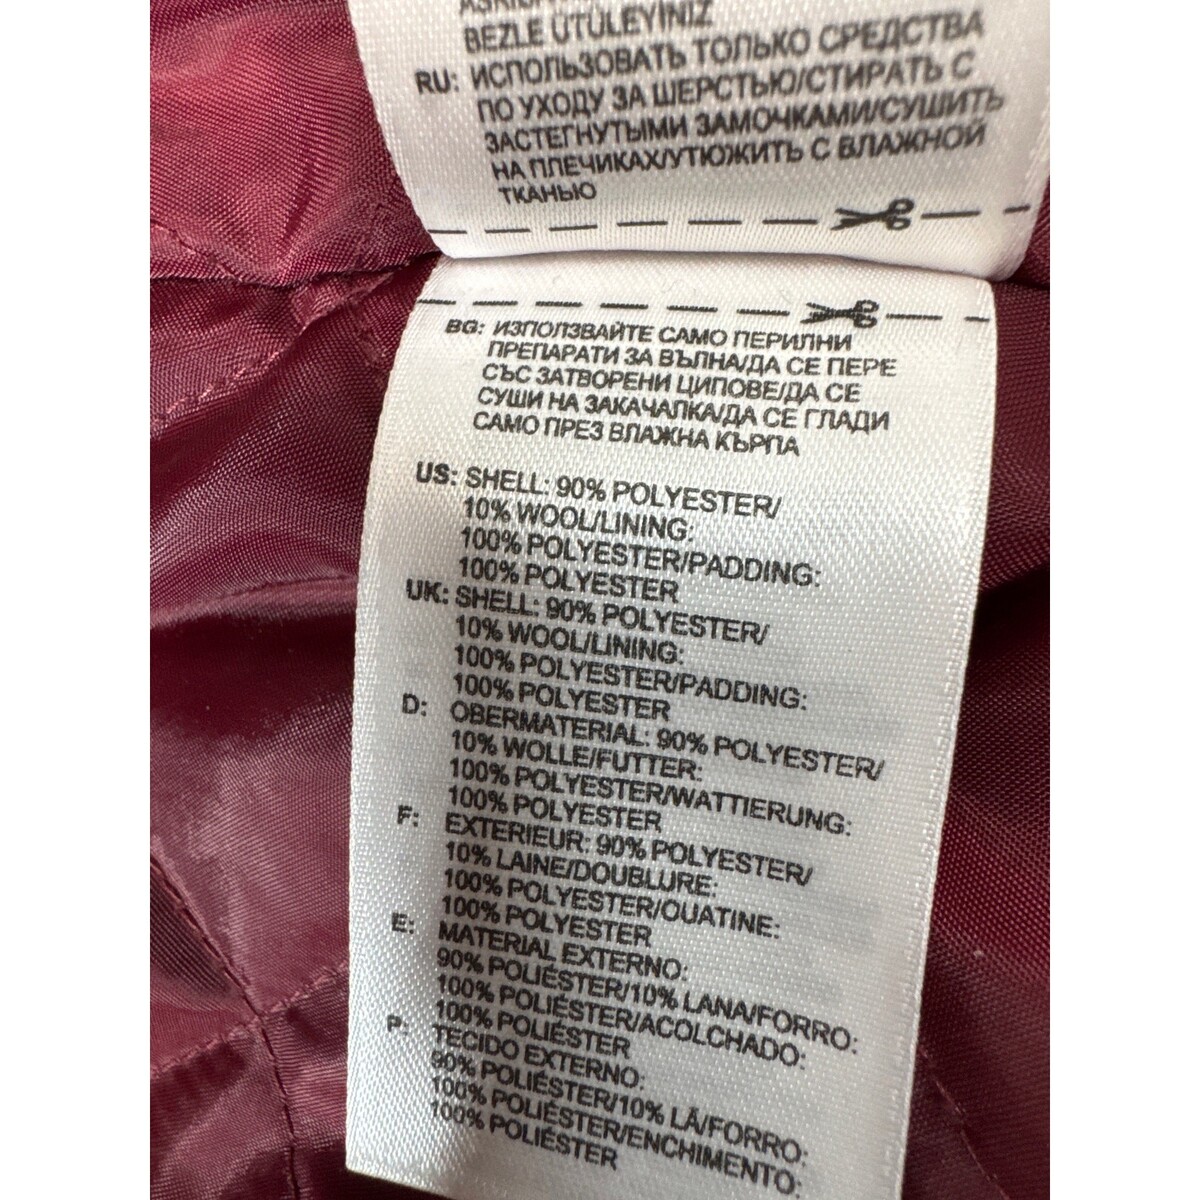 BEZLE ÜTÜLEYİNİZ
RU: ИСПОЛЬЗОВАТЬ ТОЛЬКО СРЕДСТВА
ПО УХОДУ ЗА ШЕРСТЬЮ/СТИРАТЬ С
ЗАСТЕГНУТЫМИ ЗАМОЧКАМИ/СУШИТЬ
НА ПЛЕЧИКАХ/УТЮЖИТЬ С ВЛАЖНОЙ
ТКАНЬЮ
BG: ИЗПОЛЗВАЙТЕ САМО ПЕРИЛНИ
ПРЕПАРАТИ ЗА ВЪЛНА/ДА СЕ ПЕРЕ
СЪС ЗАТВОРЕНИ ЦИПОВЕ/ДА СЕ
СУШИ НА ЗАКАЧАЛКА/ДА СЕ ГЛАДИ
САМО ПРЕЗ ВЛАЖНА КЪРПА
US: SHELL: 90% POLYESTER/
10% WOOL/LINING:
100% POLYESTER/PADDING:
100% POLYESTER
UK: SHELL: 90% POLYESTER/
10% WOOL/LINING:
100% POLYESTER/PADDING:
100% POLYESTER
D: OBERMATERIAL: 90% POLYESTER/
10% WOLLE/FUTTER:
100% POLYESTER/WATTIERUNG:
100% POLYESTER
F: EXTERIEUR: 90% POLYESTER/
10% LAINE/DOUBLURE:
100% POLYESTER/OUATINE:
100% POLYESTER
E: MATERIAL EXTERNO:
90% POLIÉSTER/10% LANA/FORRO:
100% POLIÉSTER/ACOLCHADO:
100% POLIÉSTER
P: TECIDO EXTERNO:
90% POLIÉSTER/10% LÃ/FORRO:
100% POLIÉSTER/ENCHIMENTO:
100% POLIÉSTER